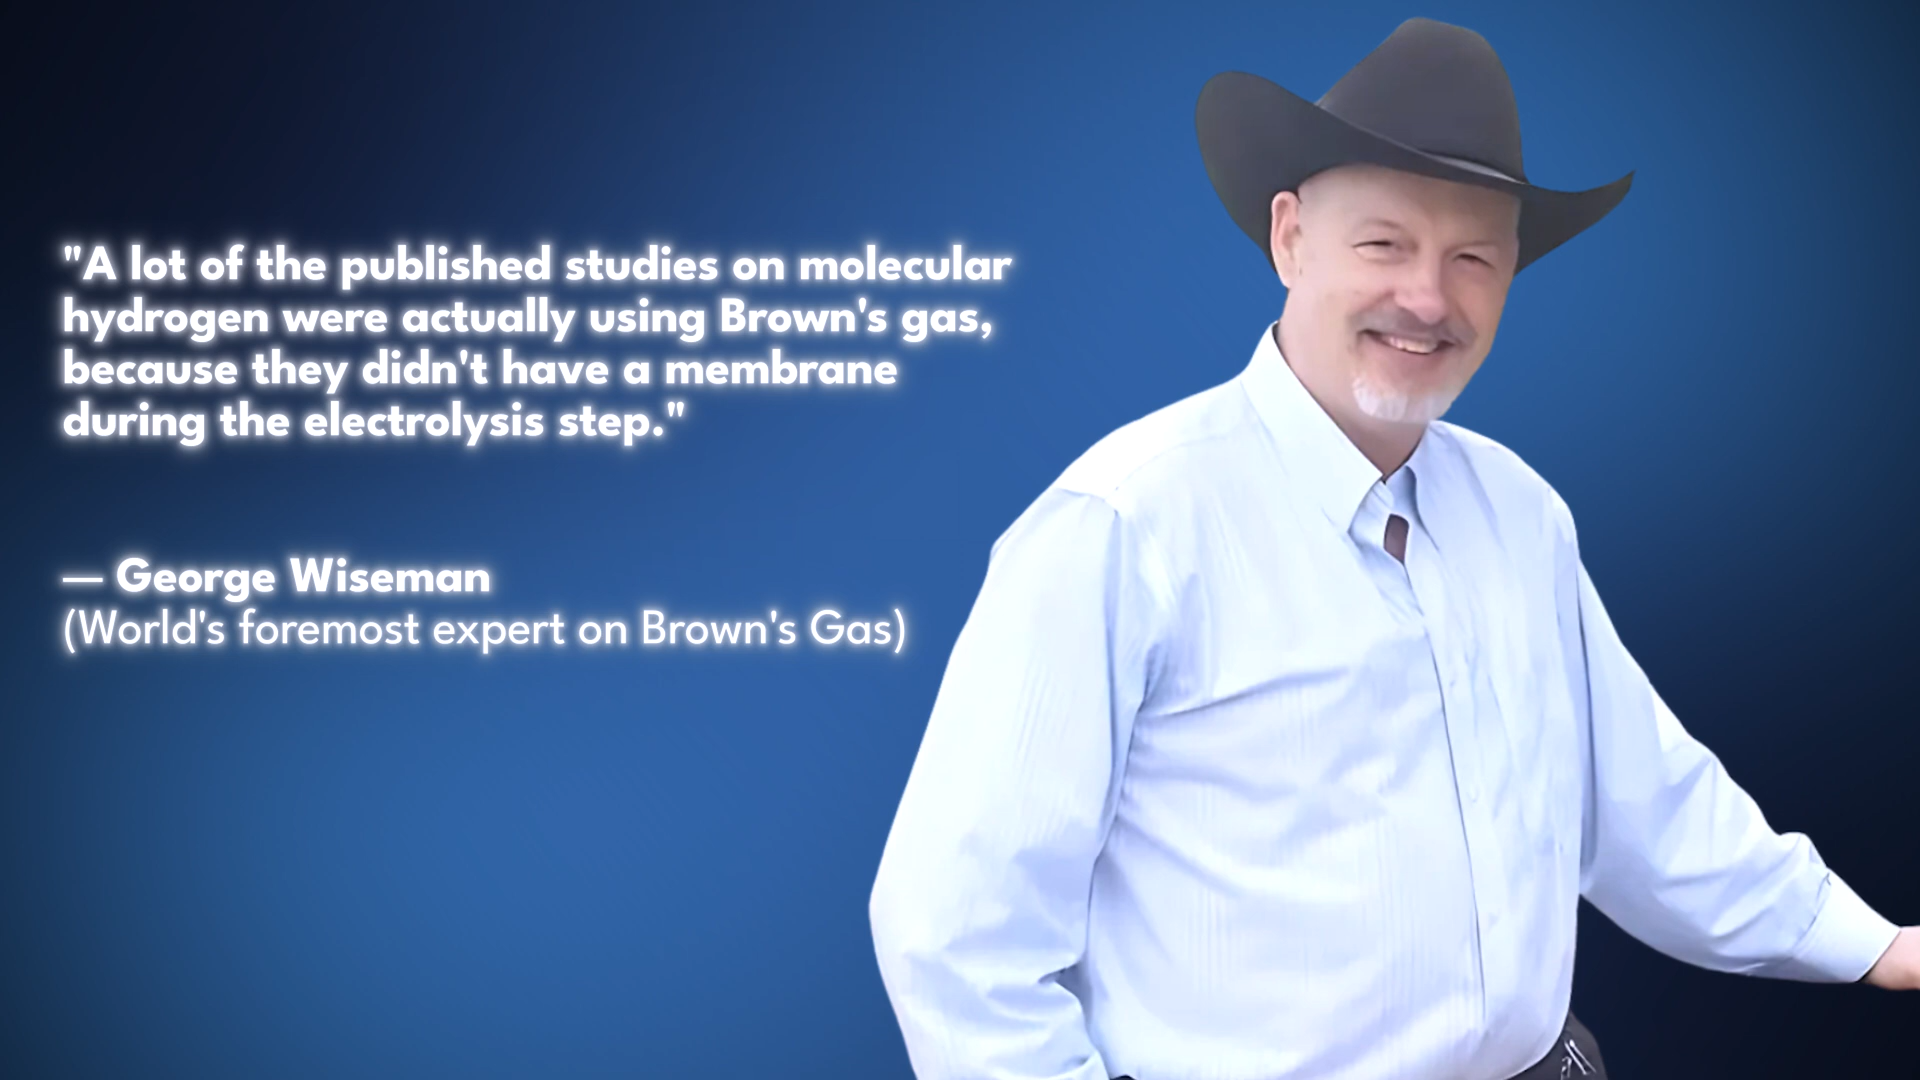 "A lot of the published studies on molecular
hydrogen were actually using Brown's gas,
because they didn't have a membrane
during the electrolysis step."
— George Wiseman
(World's foremost expert on Brown's Gas)